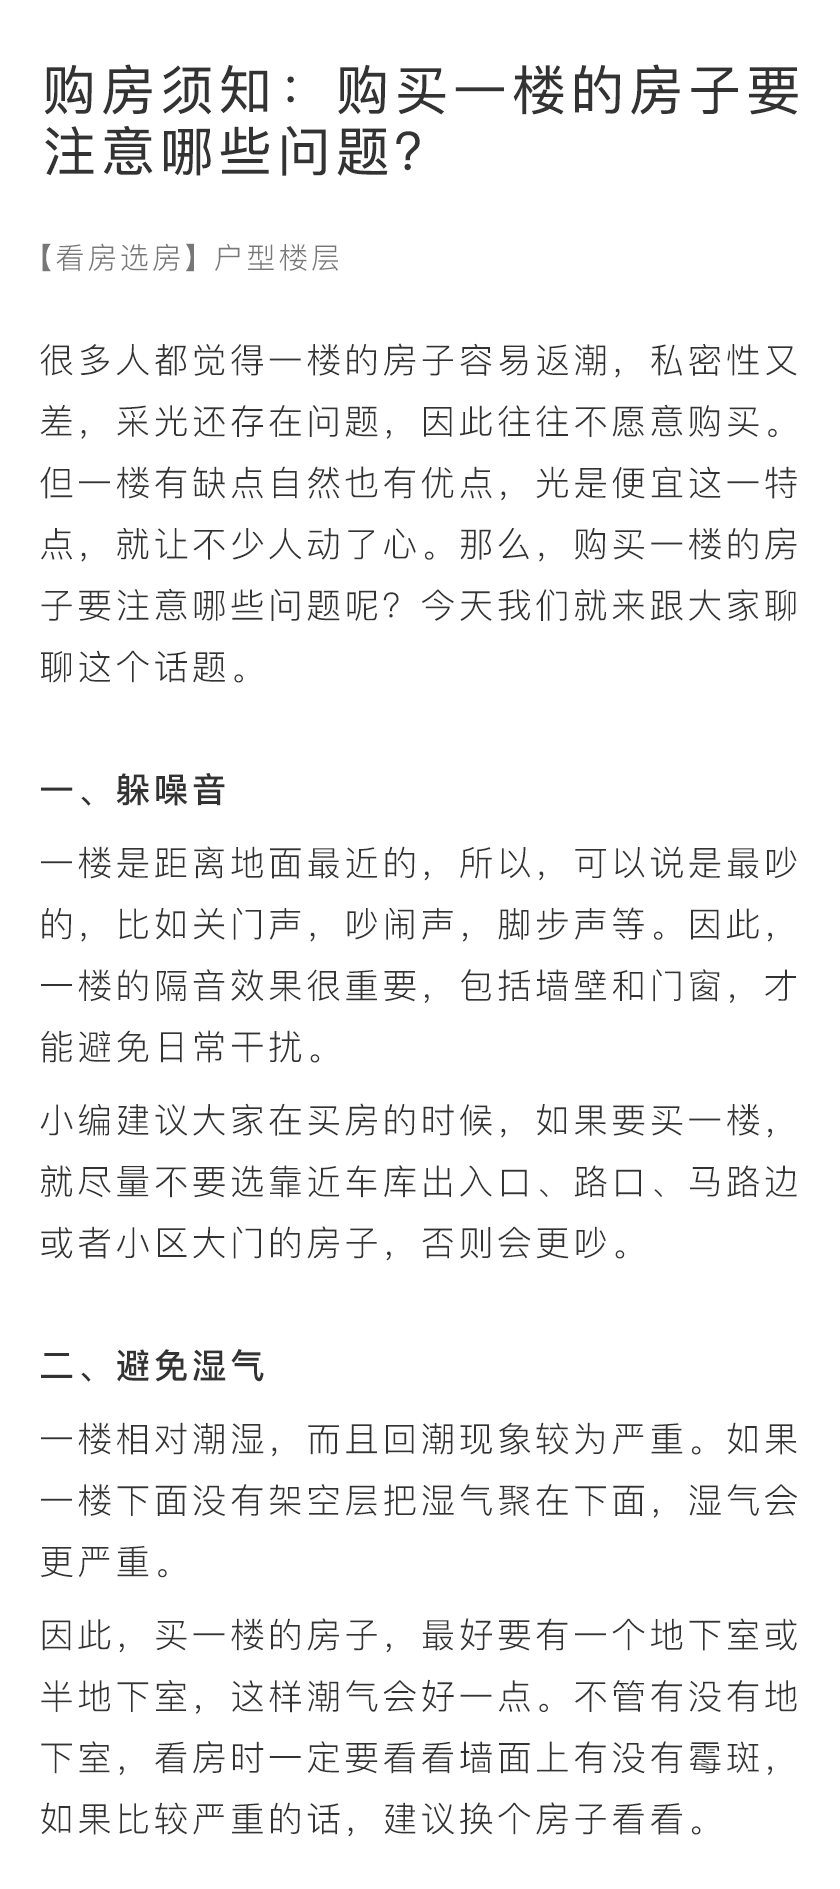 购房须知：购买一楼的房子要
注意哪些问题？
【看房选房】户型楼层
很多人都觉得一楼的房子容易返潮，私密性又
差，采光还存在问题，因此往往不愿意购买。
但一楼有缺点自然也有优点，光是便宜这一特
点，就让不少人动了心。那么，购买一楼的房
子要注意哪些问题呢？今天我们就来跟大家聊
聊这个话题。
一、躲噪音
一楼是距离地面最近的，所以，可以说是最吵
的，比如关门声，吵闹声，脚步声等。因此，
一楼的隔音效果很重要，包括墙壁和门窗，才
能避免日常干扰。
小编建议大家在买房的时候，如果要买一楼，
就尽量不要选靠近车库出入口、路口、马路边
或者小区大门的房子，否则会更吵。
二、避免湿气
一楼相对潮湿，而且回潮现象较为严重。如果
一楼下面没有架空层把湿气聚在下面，湿气会
更严重。
因此，买一楼的房子，最好要有一个地下室或
半地下室，这样潮气会好一点。不管有没有地
下室，看房时一定要看看墙面上有没有霉斑，
如果比较严重的话，建议换个房子看看。